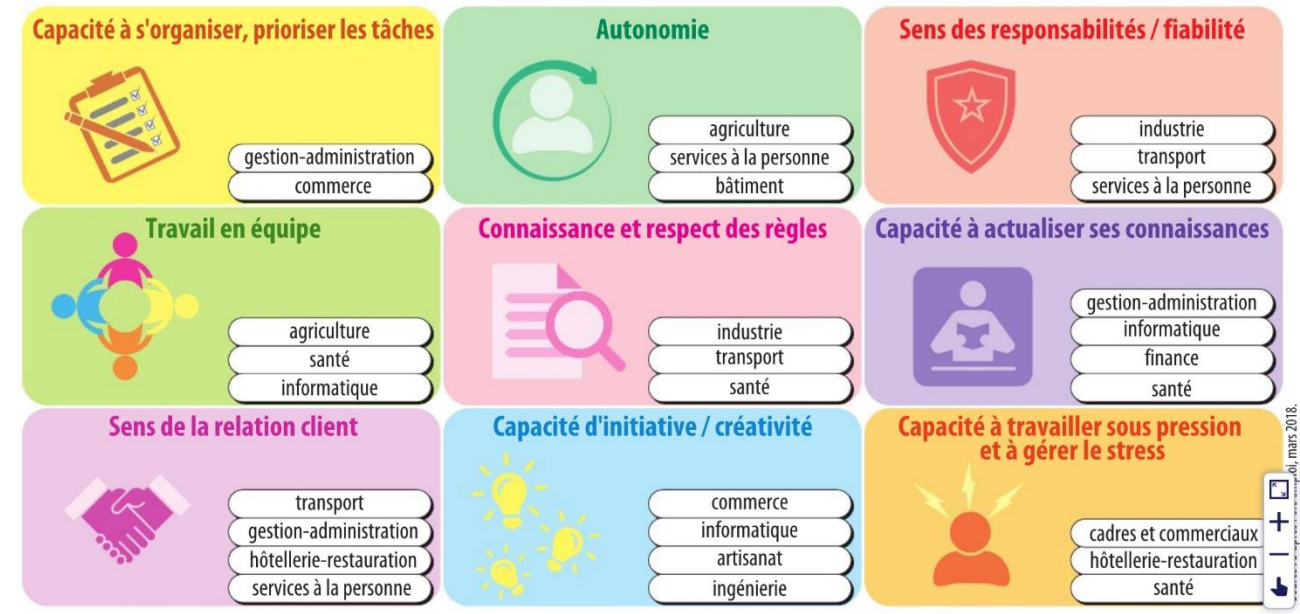 Capacité à s'organiser, prioriser les tâches
gestion-administration
commerce
Autonomie
agriculture
services à la personne
bâtiment
Sens des responsabilités / fiabilité
industrie
transport
services à la personne
Travail en équipe
agriculture
santé
informatique
Connaissance et respect des règles
industrie
transport
santé
Capacité à actualiser ses connaissances
gestion-administration
informatique
finance
santé
Sens de la relation client
transport
gestion-administration
hôtellerie-restauration
services à la personne
Capacité d'initiative / créativité
commerce
informatique
artisanat
ingénierie
Capacité à travailler sous pression
et à gérer le stress
cadres et commerciaux
hôtellerie-restauration
santé
mars 2018.